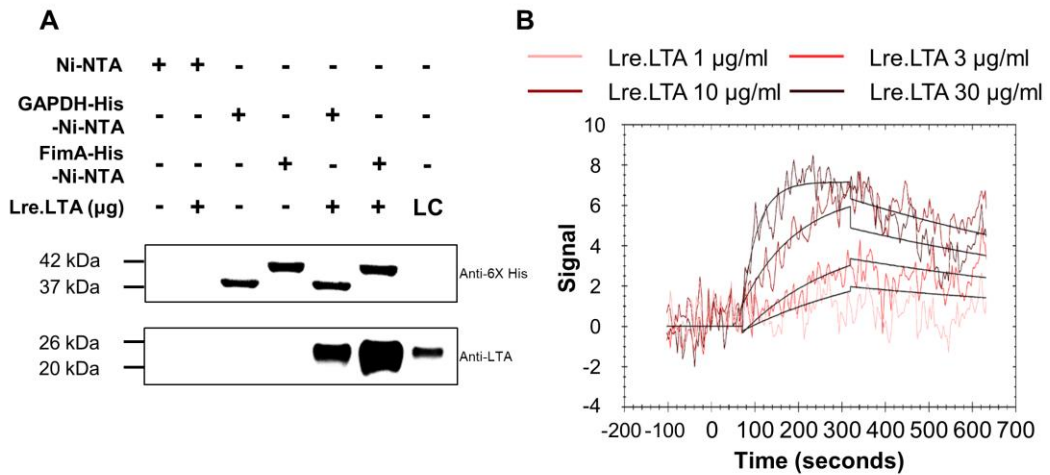 A
Ni-NTA + + - - - - -
GAPDH-His
-Ni-NTA - - + - + - -
FimA-His
-Ni-NTA - - - + - + -
Lre.LTA (µg) - + - - + + LC
42 kDa
37 kDa
Anti-6X His
26 kDa
20 kDa
Anti-LTA
B
Lre.LTA 1 µg/ml
Lre.LTA 3 µg/ml
Lre.LTA 10 µg/ml
Lre.LTA 30 µg/ml
Signal
10
8
6
4
2
0
-2
-4
-200 -100 0 100 200 300 400 500 600 700
Time (seconds)